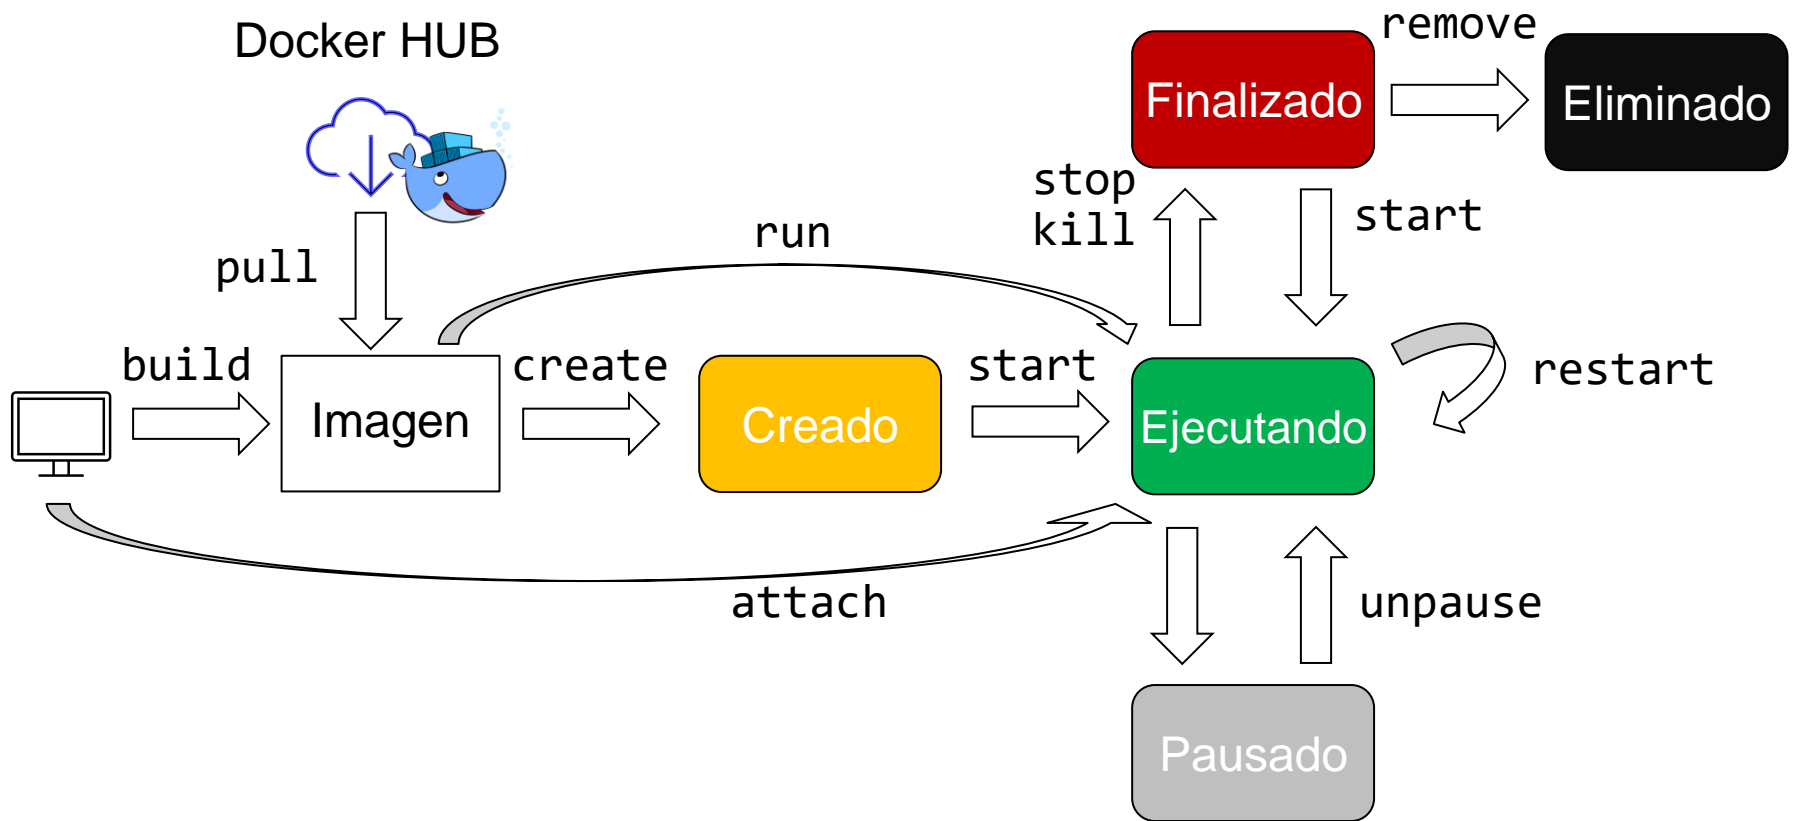 Docker HUB
remove
Finalizado
Eliminado
stop
kill
start
run
pull
build
Imagen
create
Creado
start
Ejecutando
restart
attach
unpause
Pausado